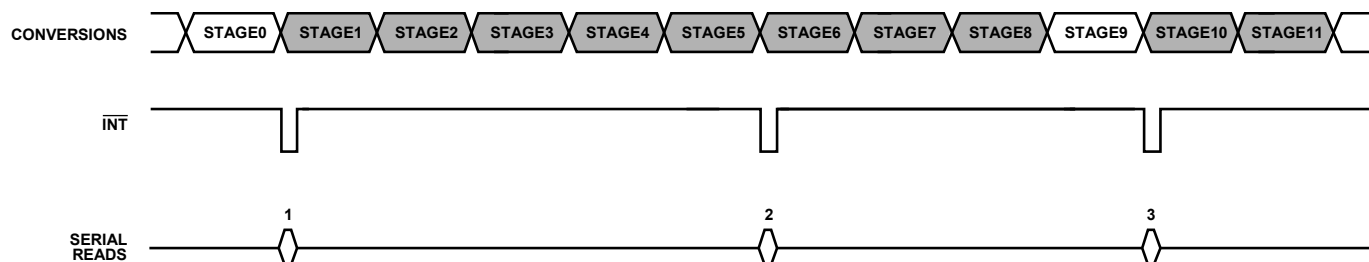 CONVERSIONS
STAGE0 STAGE1 STAGE2 STAGE3 STAGE4 STAGE5 STAGE6 STAGE7 STAGE8 STAGE9 STAGE10 STAGE11
INT
1 2 3
SERIAL
READS